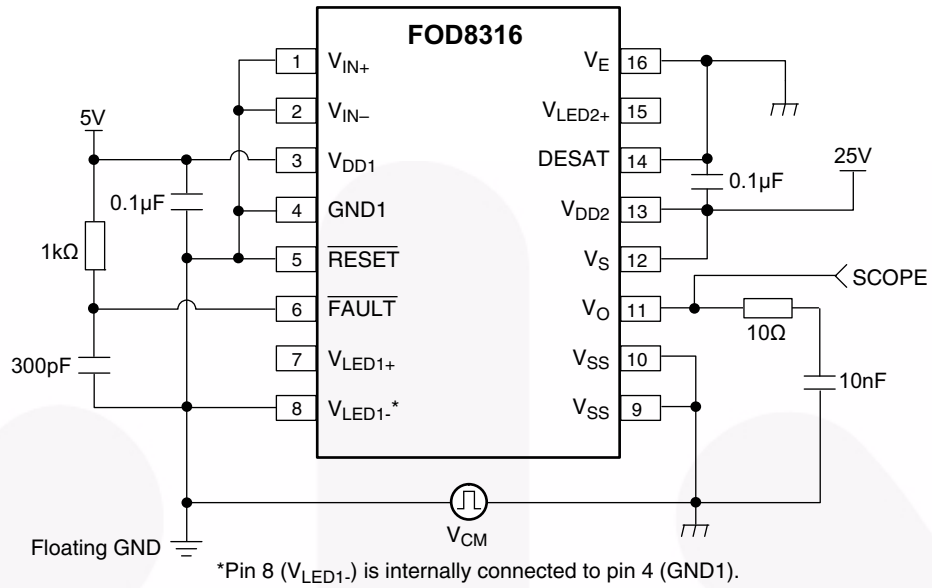 FOD8316
1 V_IN+
2 V_IN–
3 V_DD1
4 GND1
5 RESET
6 FAULT
7 V_LED1+
8 V_LED1-*
V_E 16
V_LED2+ 15
DESAT 14
V_DD2 13
V_S 12
V_O 11
V_SS 10
V_SS 9
5V
0.1µF
1kΩ
300pF
Floating GND
V_CM
0.1µF
25V
SCOPE
10Ω
10nF
*Pin 8 (V_LED1-) is internally connected to pin 4 (GND1).